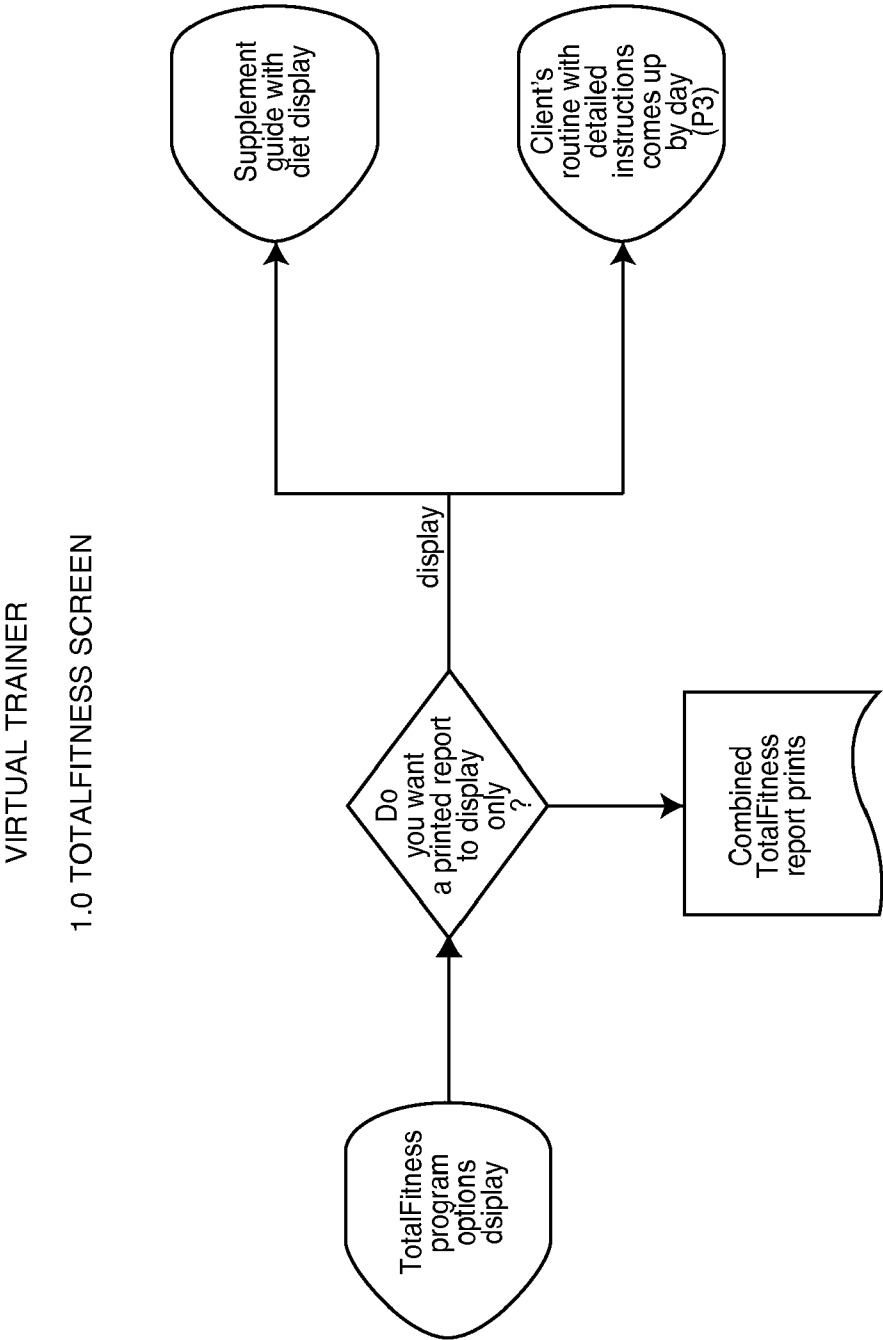 VIRTUAL TRAINER
1.0 TOTALFITNESS SCREEN
TotalFitness
program
options
dsiplay
Do
you want
a printed report
to display
only
?
display
Supplement
guide with
diet display
Client's
routine with
detailed
instructions
comes up
by day
(P3)
Combined
TotalFitness
report prints